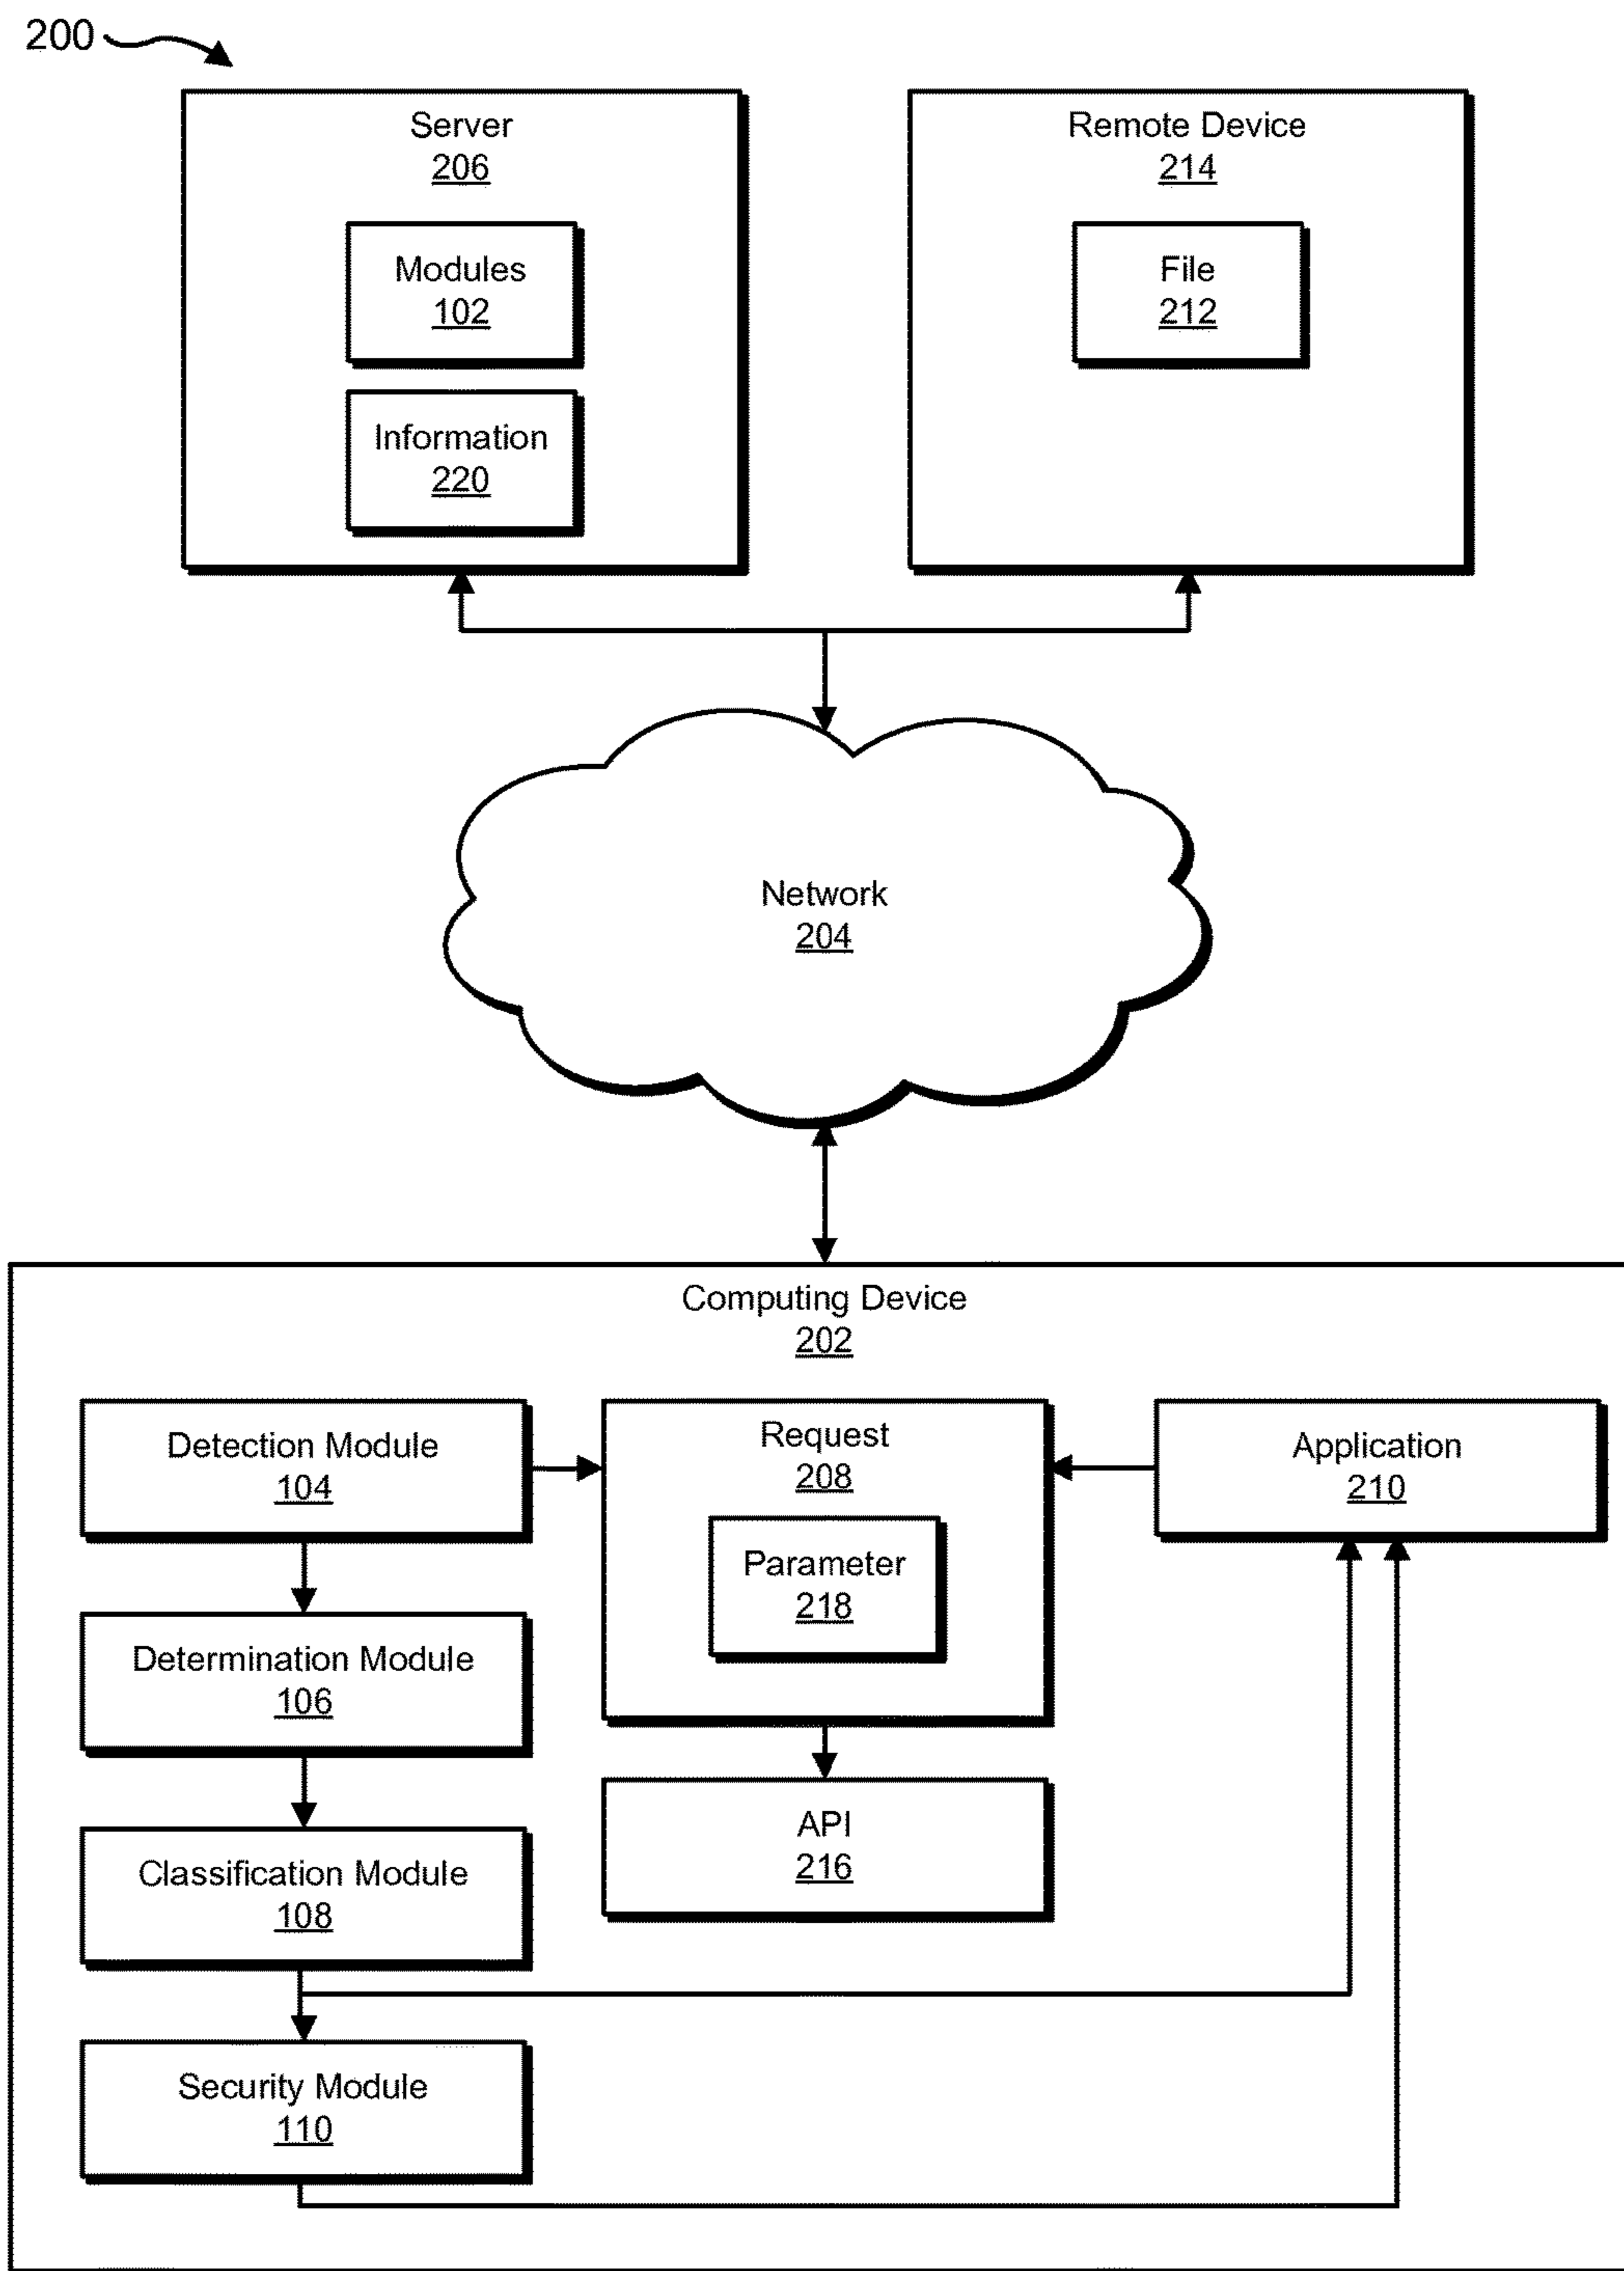 200
Server
206
Modules
102
Information
220
Remote Device
214
File
212
Network
204
Computing Device
202
Detection Module
104
Request
208
Parameter
218
Application
210
Determination Module
106
API
216
Classification Module
108
Security Module
110